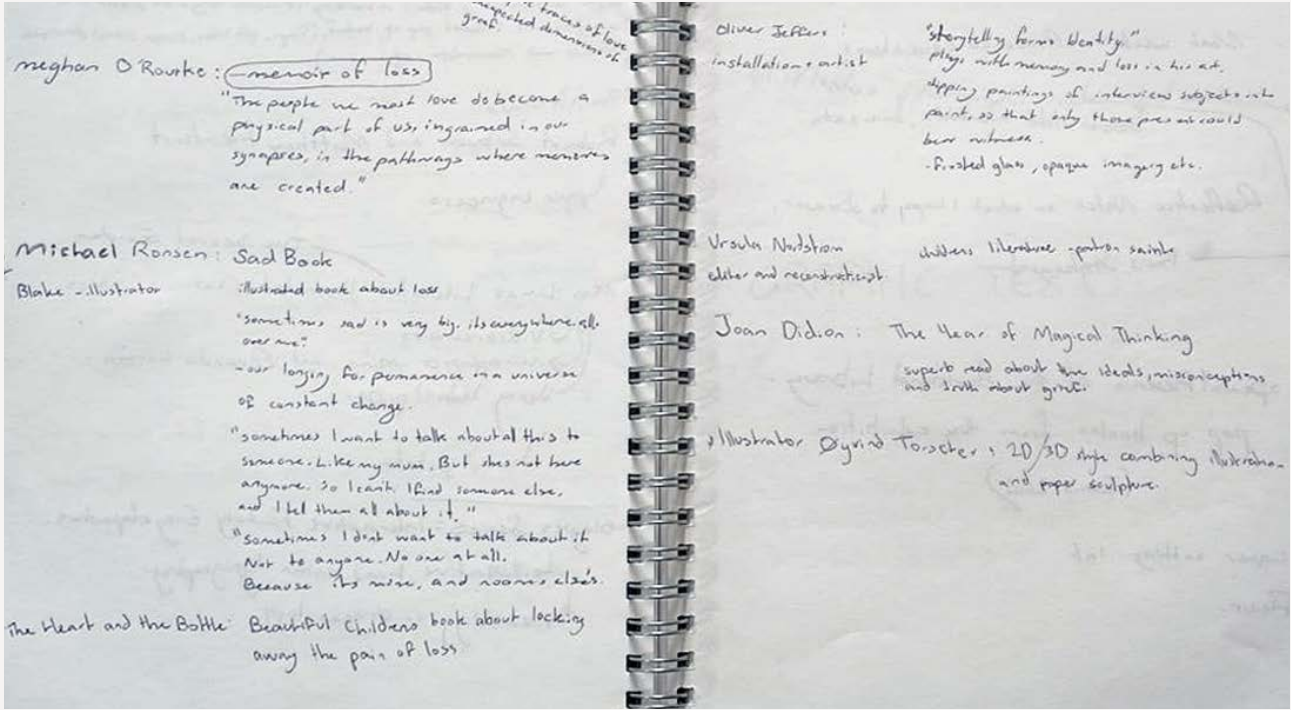 traces of love
unexpected dimensions of
grief.
meghan O Rourke: - memoir of loss
"The people we most love do become a
physical part of us, ingrained in our
synapses, in the pathways where memories
are created."
Michael Ronsen: Sad Book
Blake - illustrator illustrated book about loss
"sometimes sad is very big. its everywhere. all
over me."
- our longing for permanence in a universe
of constant change.
"sometimes I want to talk about all this to
someone. Like my mum. But shes not here
anymore. So I cant. I find someone else.
and I tell them all about it."
"sometimes I dont want to talk about it
Not to anyone. No one at all.
Because its mine, and noones else's.
The Heart and the Bottle: Beautiful Childrens book about locking
away the pain of loss
Oliver Jeffers: "storytelling forms identity."
installation + artist plays with memory and loss in his art,
dipping paintings of interview subjects into
paint, so that only those present could
bear witness.
- frosted glass, opaque imagery etc.
Ursula Nordstrom childrens literature - patron saint
editor and reconstructionist
Joan Didion: The Year of Magical Thinking
superb read about time ideals, misconceptions
and truth about grief.
Illustrator Øyvind Torseter: 2D/3D style combining illustration
and paper sculpture.